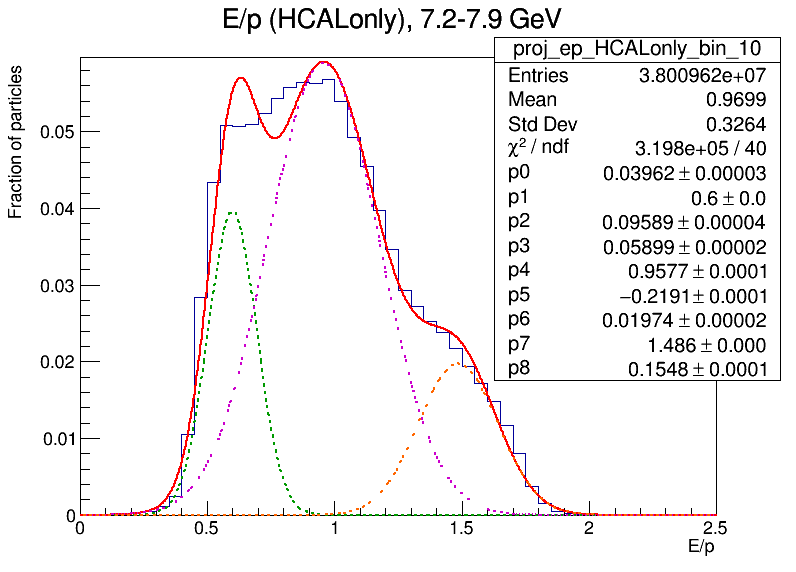 E/p (HCALonly), 7.2-7.9 GeV
proj_ep_HCALonly_bin_10
Entries 3.800962e+07
Mean 0.9699
Std Dev 0.3264
χ² / ndf 3.198e+05 / 40
p0 0.03962 ± 0.00003
p1 0.6 ± 0.0
p2 0.09589 ± 0.00004
p3 0.05899 ± 0.00002
p4 0.9577 ± 0.0001
p5 −0.2191 ± 0.0001
p6 0.01974 ± 0.00002
p7 1.486 ± 0.000
p8 0.1548 ± 0.0001
Fraction of particles
0.05
0.04
0.03
0.02
0.01
0
0 0.5 1 1.5 2 2.5
E/p